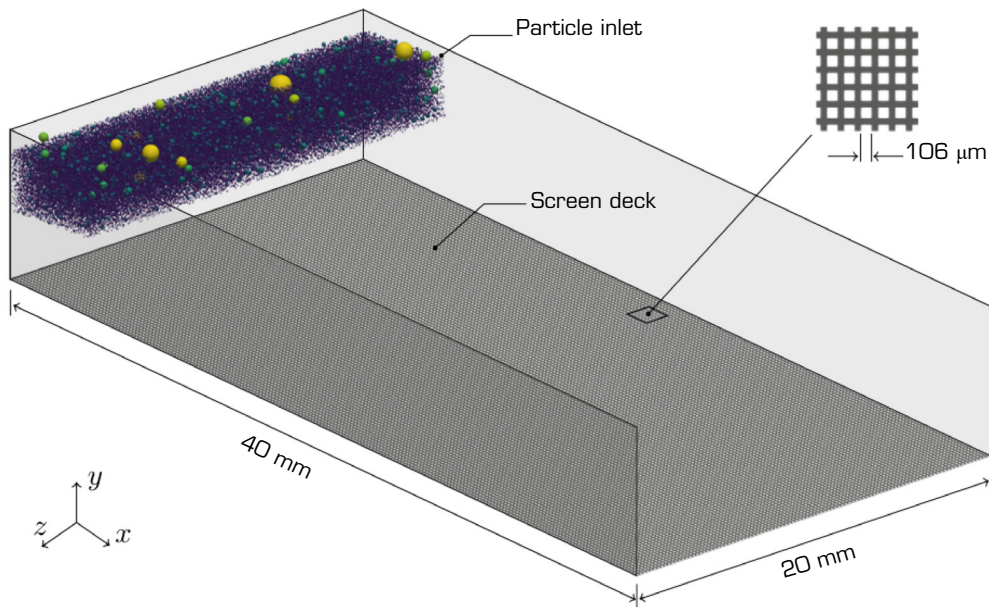 Particle inlet
106 μm
Screen deck
40 mm
20 mm
y
z
x